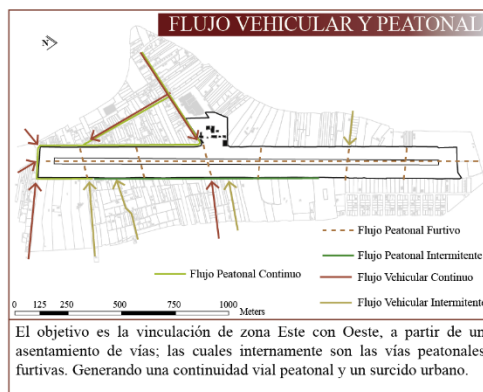 FLUJO VEHICULAR Y PEATONAL
N
Flujo Peatonal Furtivo
Flujo Peatonal Intermitente
Flujo Peatonal Continuo
Flujo Vehicular Continuo
Flujo Vehicular Intermitente
0 125 250 500 750 1000
Meters
El objetivo es la vinculación de zona Este con Oeste, a partir de un
asentamiento de vías; las cuales internamente son las vías peatonales
furtivas. Generando una continuidad vial peatonal y un surcido urbano.